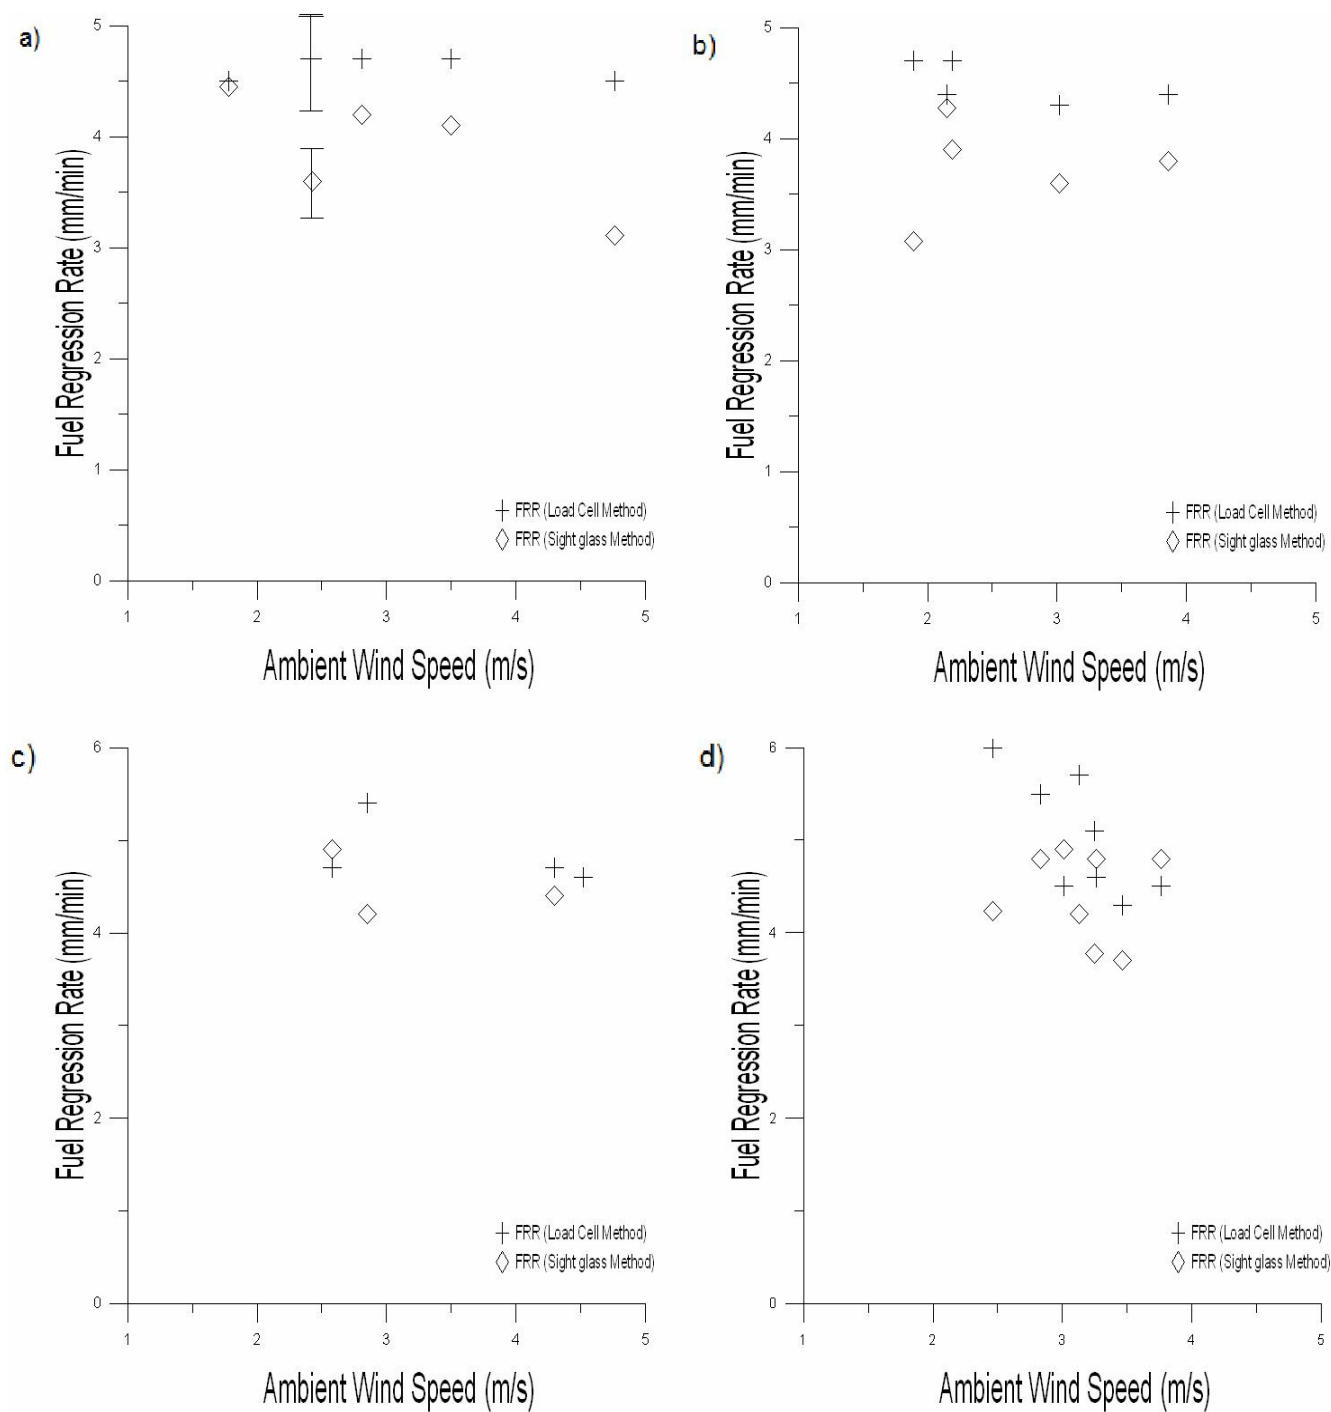 a)
5
4
3
2
1
0
Fuel Regression Rate (mm/min)
FRR (Load Cell Method)
FRR (Sight glass Method)
1 2 3 4 5
Ambient Wind Speed (m/s)
b)
5
4
3
2
1
0
Fuel Regression Rate (mm/min)
FRR (Load Cell Method)
FRR (Sight glass Method)
1 2 3 4 5
Ambient Wind Speed (m/s)
c)
6
4
2
0
Fuel Regression Rate (mm/min)
FRR (Load Cell Method)
FRR (Sight glass Method)
1 2 3 4 5
Ambient Wind Speed (m/s)
d)
6
4
2
0
Fuel Regression Rate (mm/min)
FRR (Load Cell Method)
FRR (Sight glass Method)
1 2 3 4 5
Ambient Wind Speed (m/s)